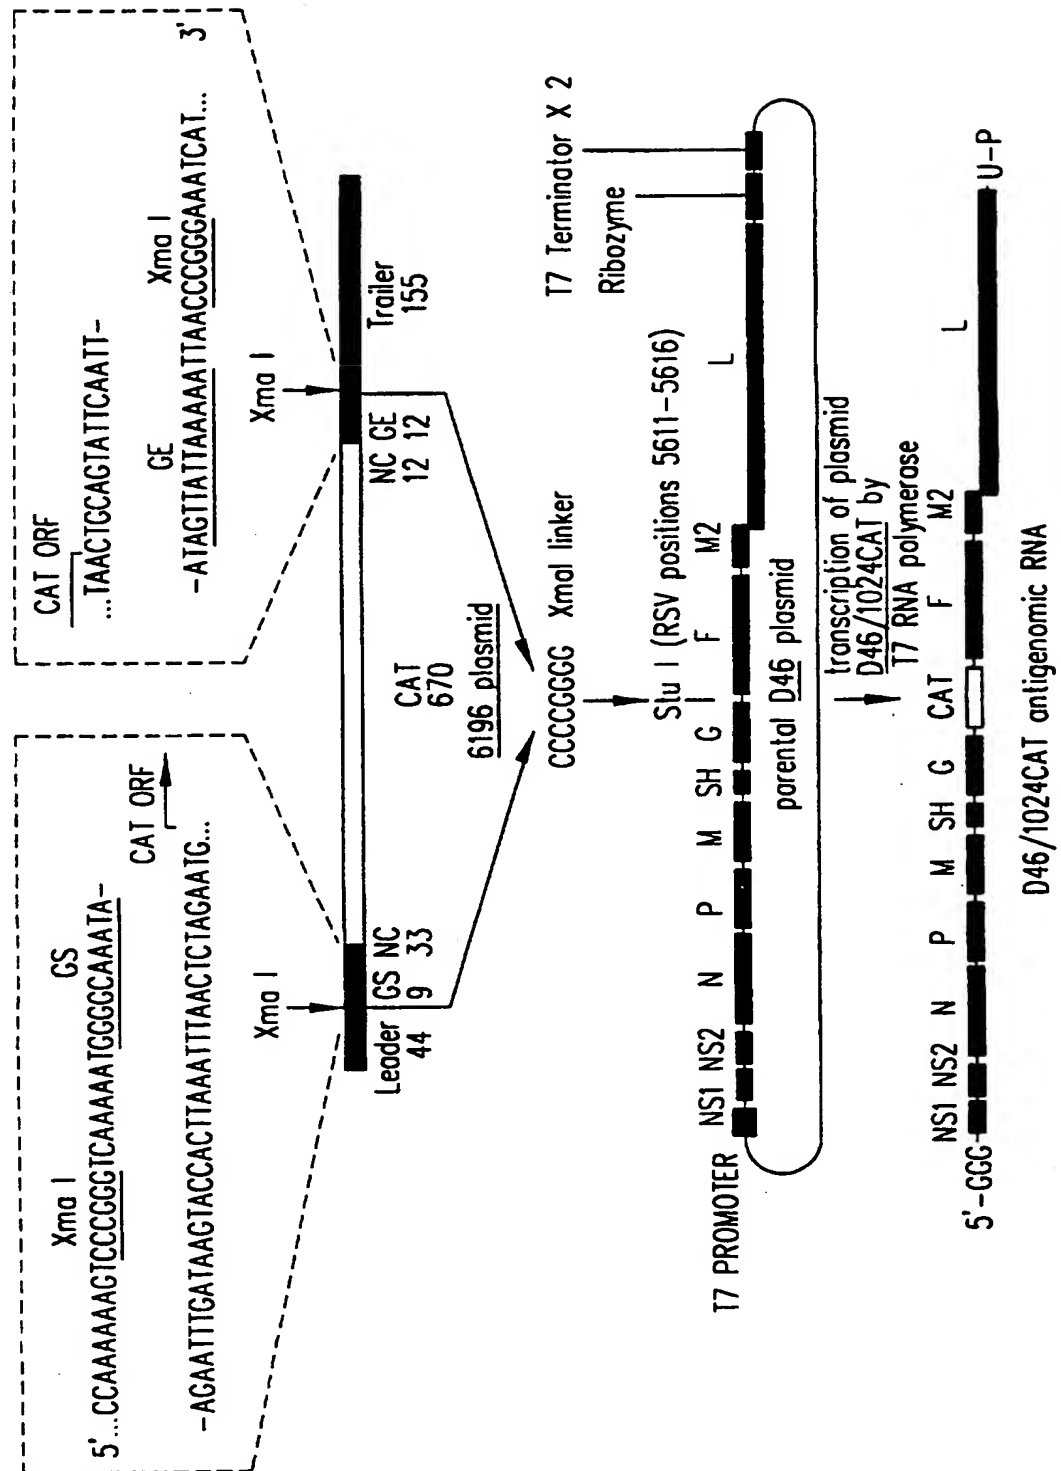 Xma I GS
5'...CCAAAAAGTCCCGGGTCAAAAATGGGGCAAATA-
CAT ORF
-AGAATTTGATAAGTACCACTTAAATTTAACTCTAGAATG...
CAT ORF
...TAACTGCAGTATTCAATT-
GE Xma I
-ATAGTTATTAAAAATTAACCCGGGAAATCAT... 3'
Xma I
Xma I
Leader GS NC
44 9 33
CAT
670
6196 plasmid
NC GE
12 12
Trailer
155
CCCCGGGG XmaI linker
Stu I (RSV positions 5611-5616)
T7 Terminator X 2
Ribozyme
T7 PROMOTER
NS1 NS2 N P M SH G F M2 L
parental D46 plasmid
transcription of plasmid
D46/1024CAT by
T7 RNA polymerase
NS1 NS2 N P M SH G CAT F M2 L
5'-GGG
U-P
D46/1024CAT antigenomic RNA